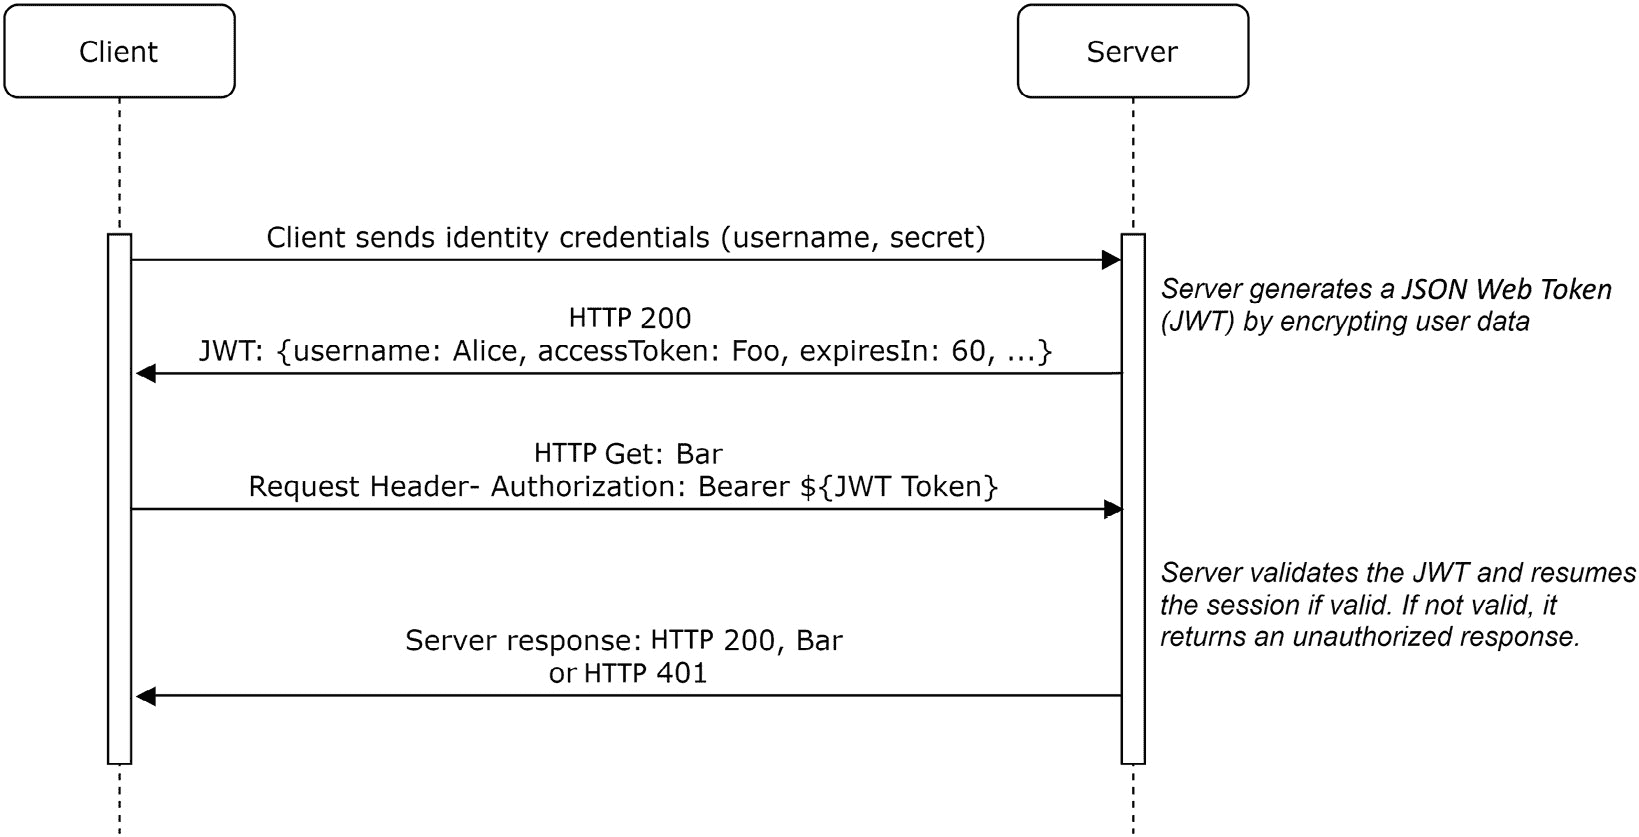 Client
Server
Client sends identity credentials (username, secret)
Server generates a JSON Web Token
(JWT) by encrypting user data
HTTP 200
JWT: {username: Alice, accessToken: Foo, expiresIn: 60, ...}
HTTP Get: Bar
Request Header- Authorization: Bearer ${JWT Token}
Server validates the JWT and resumes
the session if valid. If not valid, it
returns an unauthorized response.
Server response: HTTP 200, Bar
or HTTP 401